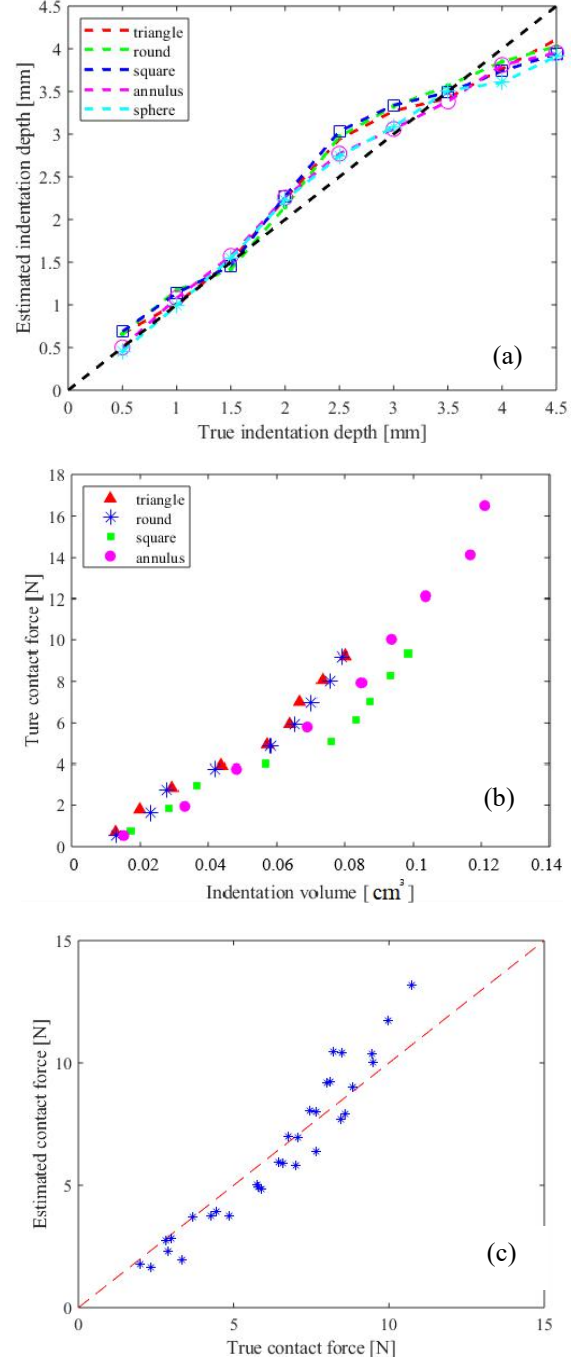 4.5
4
3.5
3
2.5
2
1.5
1
0.5
0
Estimated indentation depth [mm]
triangle
round
square
annulus
sphere
(a)
0 0.5 1 1.5 2 2.5 3 3.5 4 4.5
True indentation depth [mm]
18
16
14
12
10
8
6
4
2
0
Ture contact force [N]
triangle
round
square
annulus
(b)
0 0.02 0.04 0.06 0.08 0.1 0.12 0.14
Indentation volume [cm³]
15
10
5
0
Estimated contact force [N]
(c)
0 5 10 15
True contact force [N]